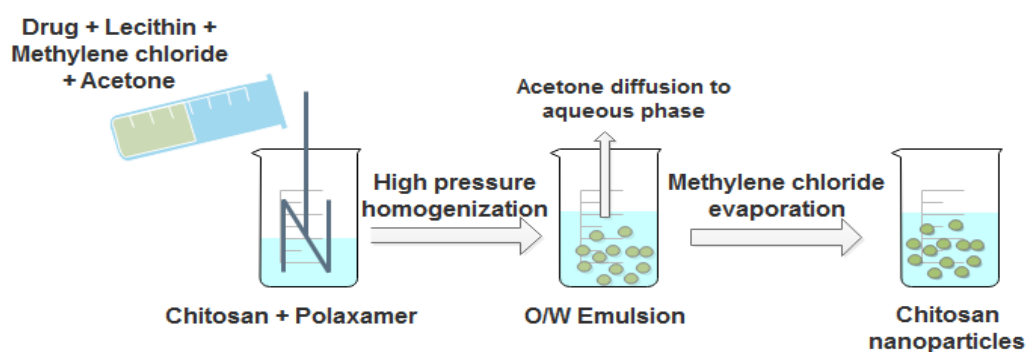 Drug + Lecithin +
Methylene chloride
+ Acetone
Acetone diffusion to
aqueous phase
High pressure
homogenization
Methylene chloride
evaporation
Chitosan + Polaxamer
O/W Emulsion
Chitosan
nanoparticles